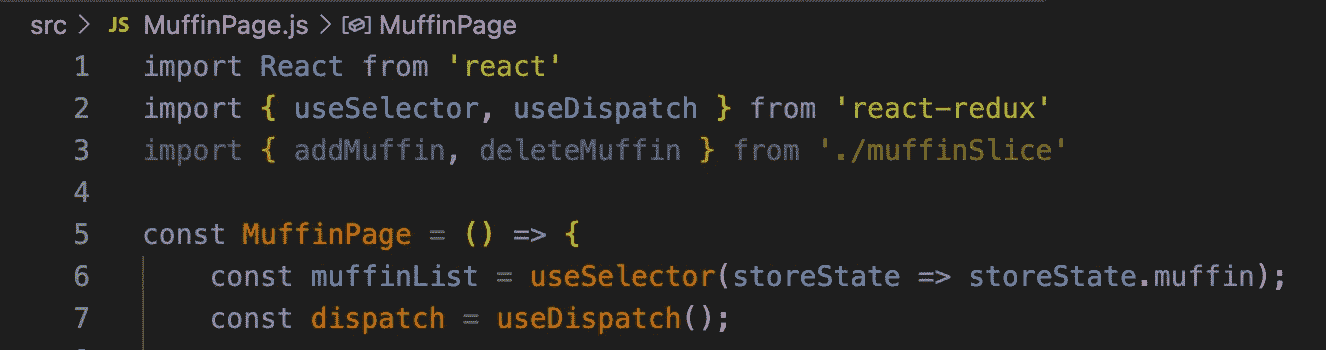 src > JS MuffinPage.js > MuffinPage
1 import React from 'react'
2 import { useSelector, useDispatch } from 'react-redux'
3 import { addMuffin, deleteMuffin } from './muffinSlice'
4
5 const MuffinPage = () => {
6 const muffinList = useSelector(storeState => storeState.muffin);
7 const dispatch = useDispatch();